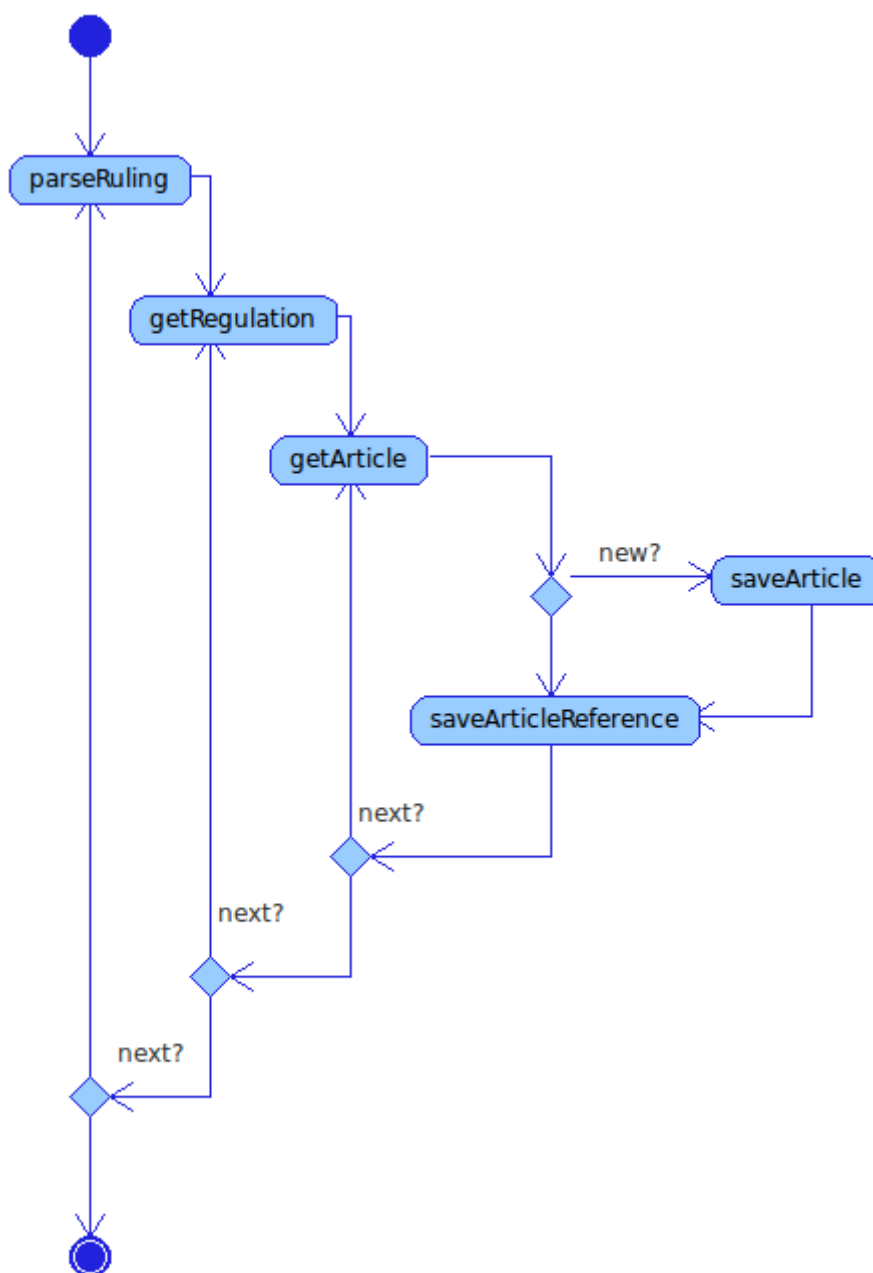 parseRuling
getRegulation
getArticle
new?
saveArticle
saveArticleReference
next?
next?
next?